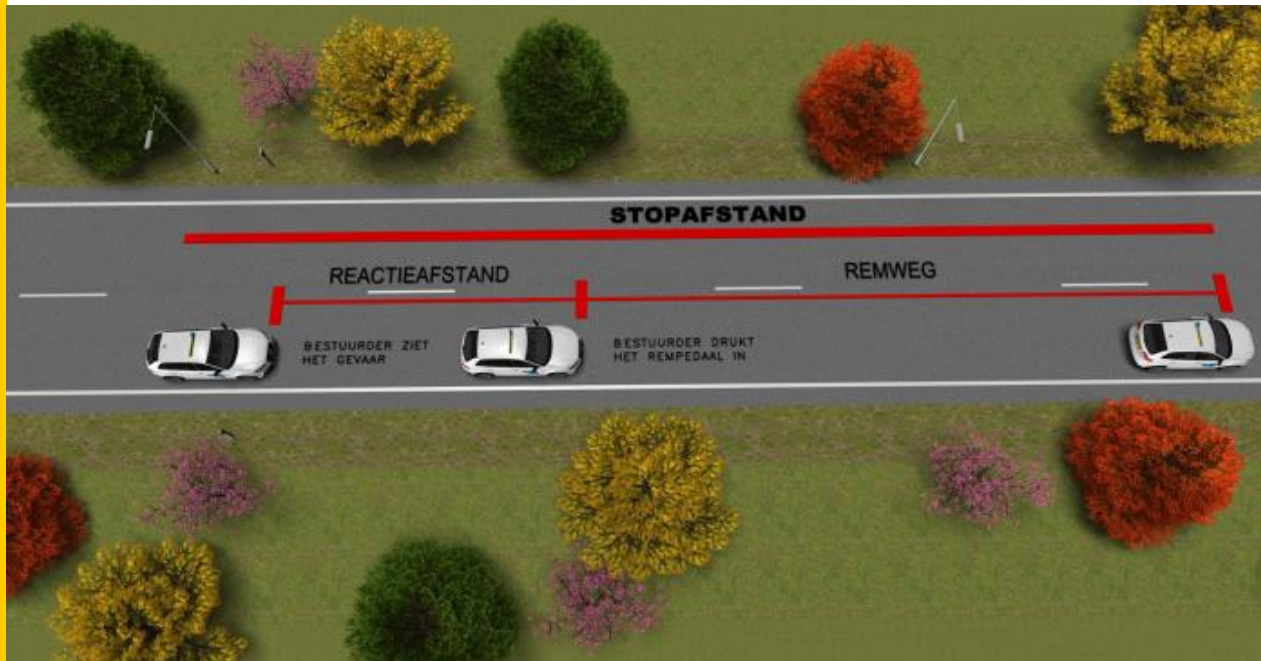 STOPAFSTAND
REACTIEAFSTAND
REMWEG
BESTUURDER ZIET
HET GEVAAR
BESTUURDER DRUKT
HET REMPEDAAL IN